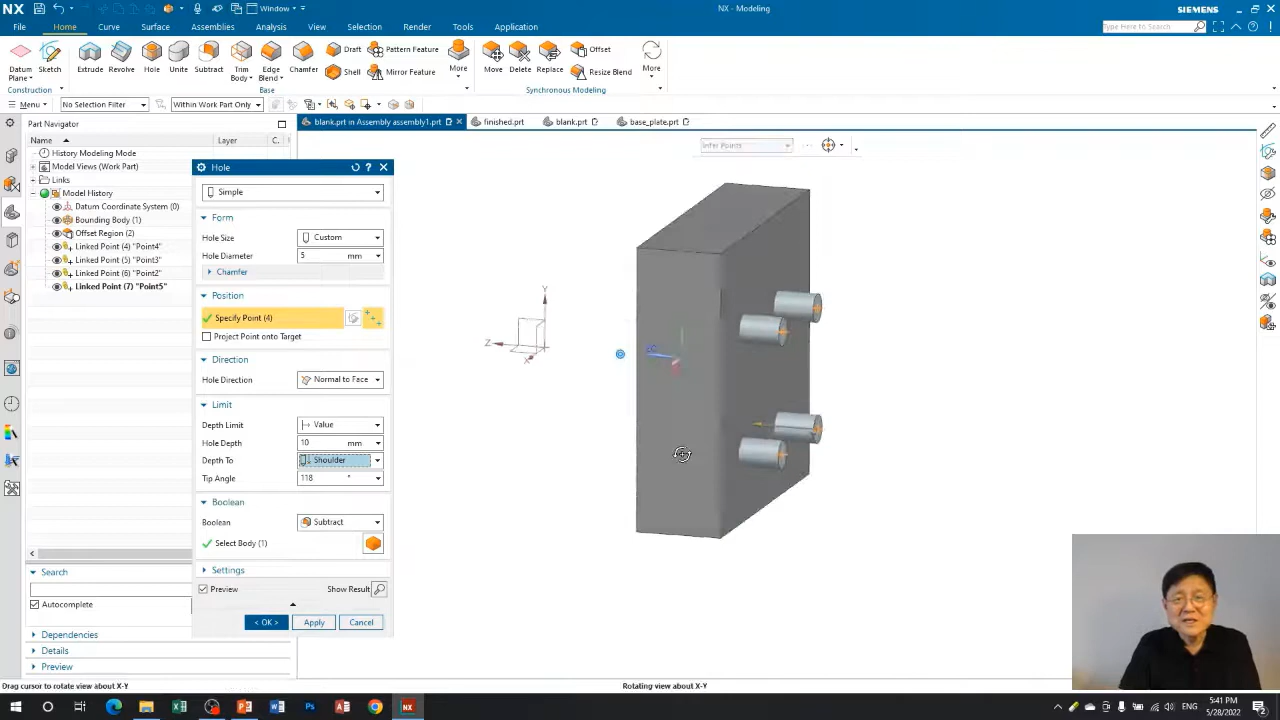 NX
Window
NX - Modeling
SIEMENS
File
Home
Curve
Surface
Assemblies
Analysis
View
Selection
Render
Tools
Application
Type Here to Search
Datum Plane
Sketch
Extrude
Revolve
Hole
Unite
Subtract
Trim Body
Edge Blend
Chamfer
Draft
Shell
Pattern Feature
Mirror Feature
More
Move
Delete
Replace
Offset
Resize Blend
More
Construction
Base
Synchronous Modeling
Menu
No Selection Filter
Within Work Part Only
Part Navigator
blank.prt in Assembly assembly1.prt
finished.prt
blank.prt
base_plate.prt
Name
Layer
C.
History Modeling Mode
Model Views (Work Part)
Links
Model History
Datum Coordinate System (0)
Bounding Body (1)
Offset Region (2)
Linked Point (4) "Point4"
Linked Point (5) "Point3"
Linked Point (6) "Point2"
Linked Point (7) "Point5"
Search
Autocomplete
Dependencies
Details
Preview
Hole
Simple
Form
Hole Size
Custom
Hole Diameter
5
mm
Chamfer
Position
Specify Point (4)
Project Point onto Target
Direction
Hole Direction
Normal to Face
Limit
Depth Limit
Value
Hole Depth
10
mm
Depth To
Shoulder
Tip Angle
118
°
Boolean
Boolean
Subtract
Select Body (1)
Settings
Preview
Show Result
< OK >
Apply
Cancel
Infer Points
Y
Z
X
Drag cursor to rotate view about X-Y
Rotating view about X-Y
ENG
5:41 PM
5/28/2022